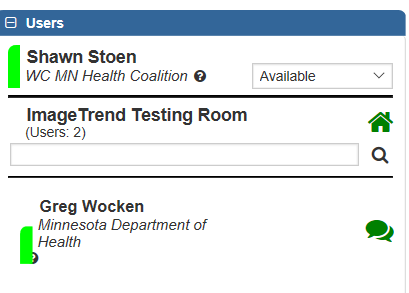 Users
Shawn Stoen
WC MN Health Coalition ?
Available
ImageTrend Testing Room
(Users: 2)
Greg Wocken
Minnesota Department of
Health
?